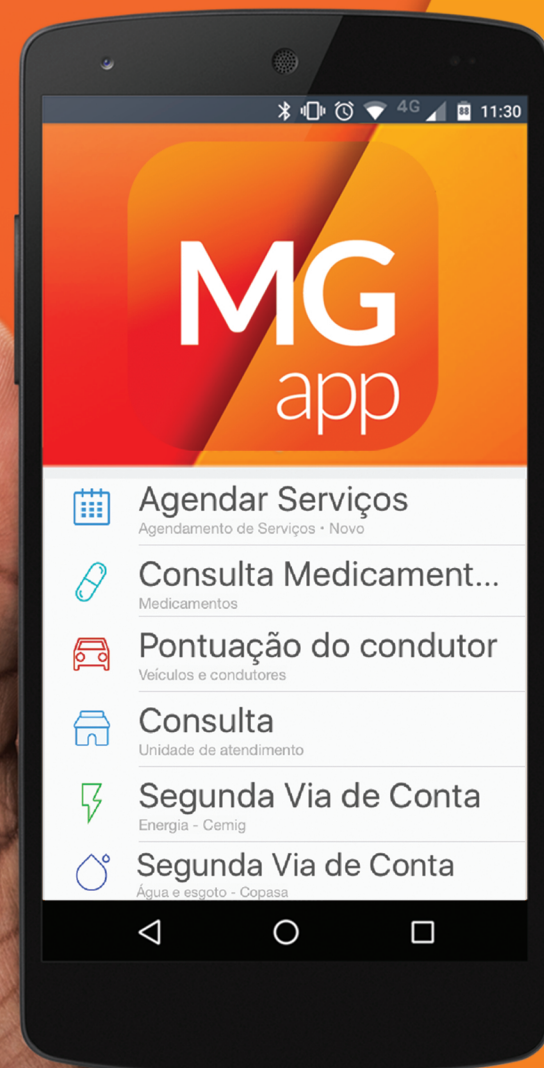 4G 11:30
MG
app
Agendar Serviços
Agendamento de Serviços • Novo
Consulta Medicament...
Medicamentos
Pontuação do condutor
Veículos e condutores
Consulta
Unidade de atendimento
Segunda Via de Conta
Energia - Cemig
Segunda Via de Conta
Água e esgoto - Copasa